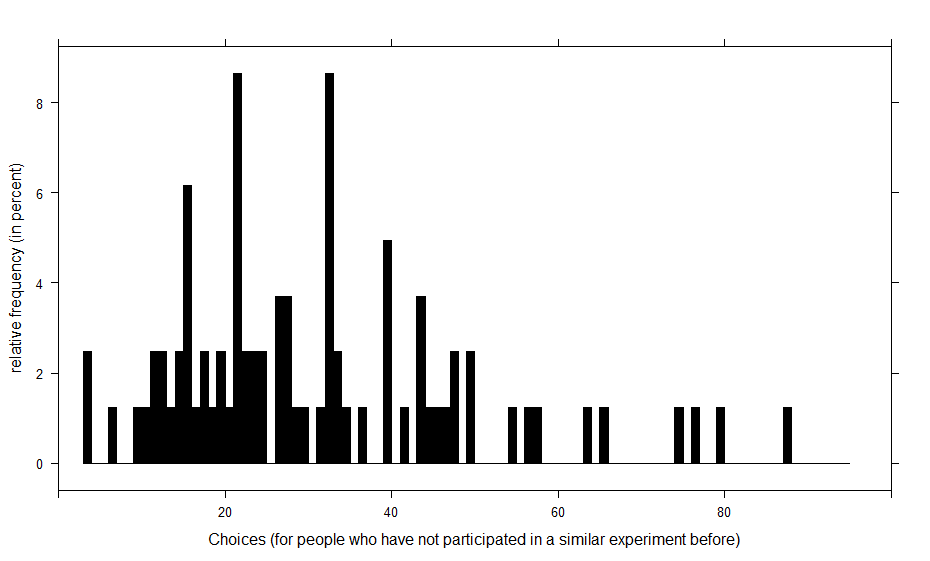 8
6
4
2
0
relative frequency (in percent)
20 40 60 80
Choices (for people who have not participated in a similar experiment before)